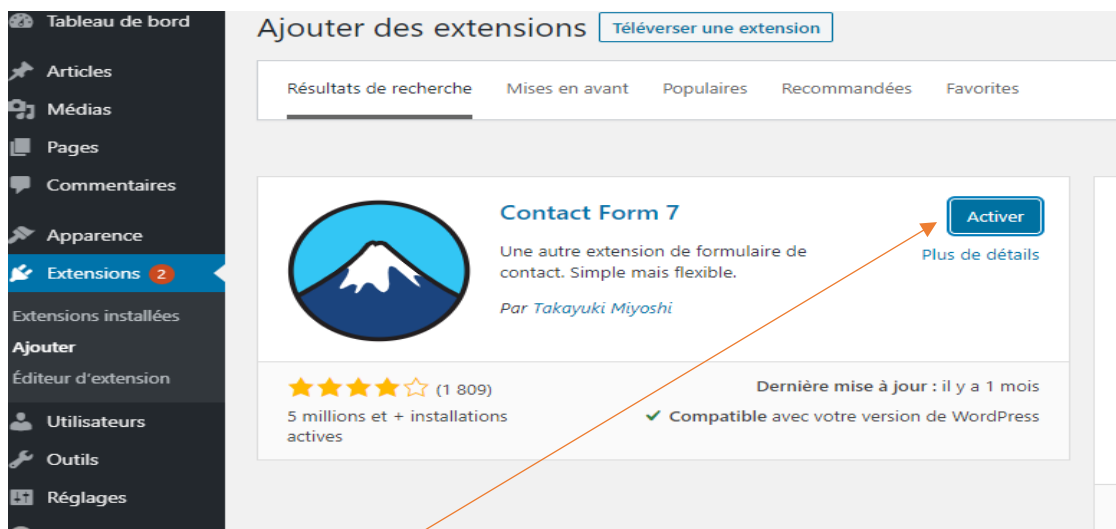 Tableau de bord
Articles
Médias
Pages
Commentaires
Apparence
Extensions 2
Extensions installées
Ajouter
Éditeur d'extension
Utilisateurs
Outils
Réglages
Ajouter des extensions Téléverser une extension
Résultats de recherche Mises en avant Populaires Recommandées Favorites
Contact Form 7
Activer
Plus de détails
Une autre extension de formulaire de
contact. Simple mais flexible.
Par Takayuki Miyoshi
(1 809)
5 millions et + installations
actives
Dernière mise à jour : il y a 1 mois
Compatible avec votre version de WordPress